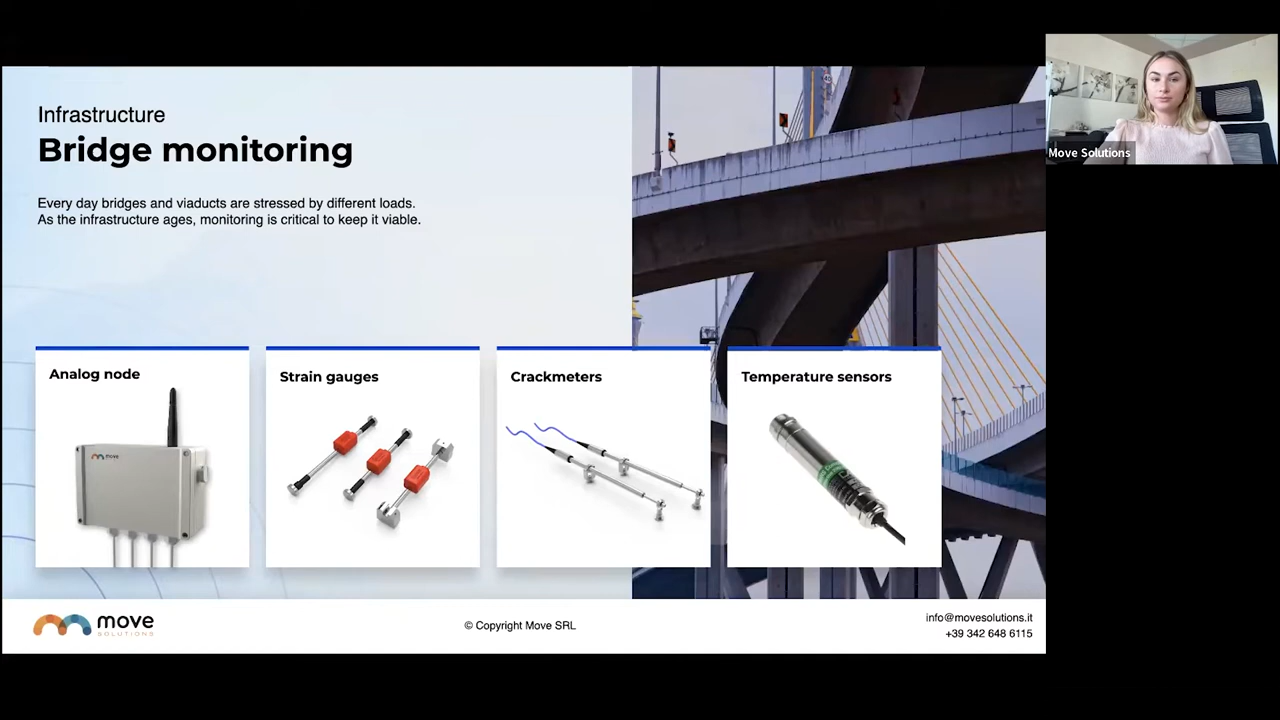 Infrastructure
Bridge monitoring
Every day bridges and viaducts are stressed by different loads.
As the infrastructure ages, monitoring is critical to keep it viable.
Analog node
Strain gauges
Crackmeters
Temperature sensors
move
move
SOLUTIONS
© Copyright Move SRL
info@movesolutions.it
+39 342 648 6115
Move Solutions